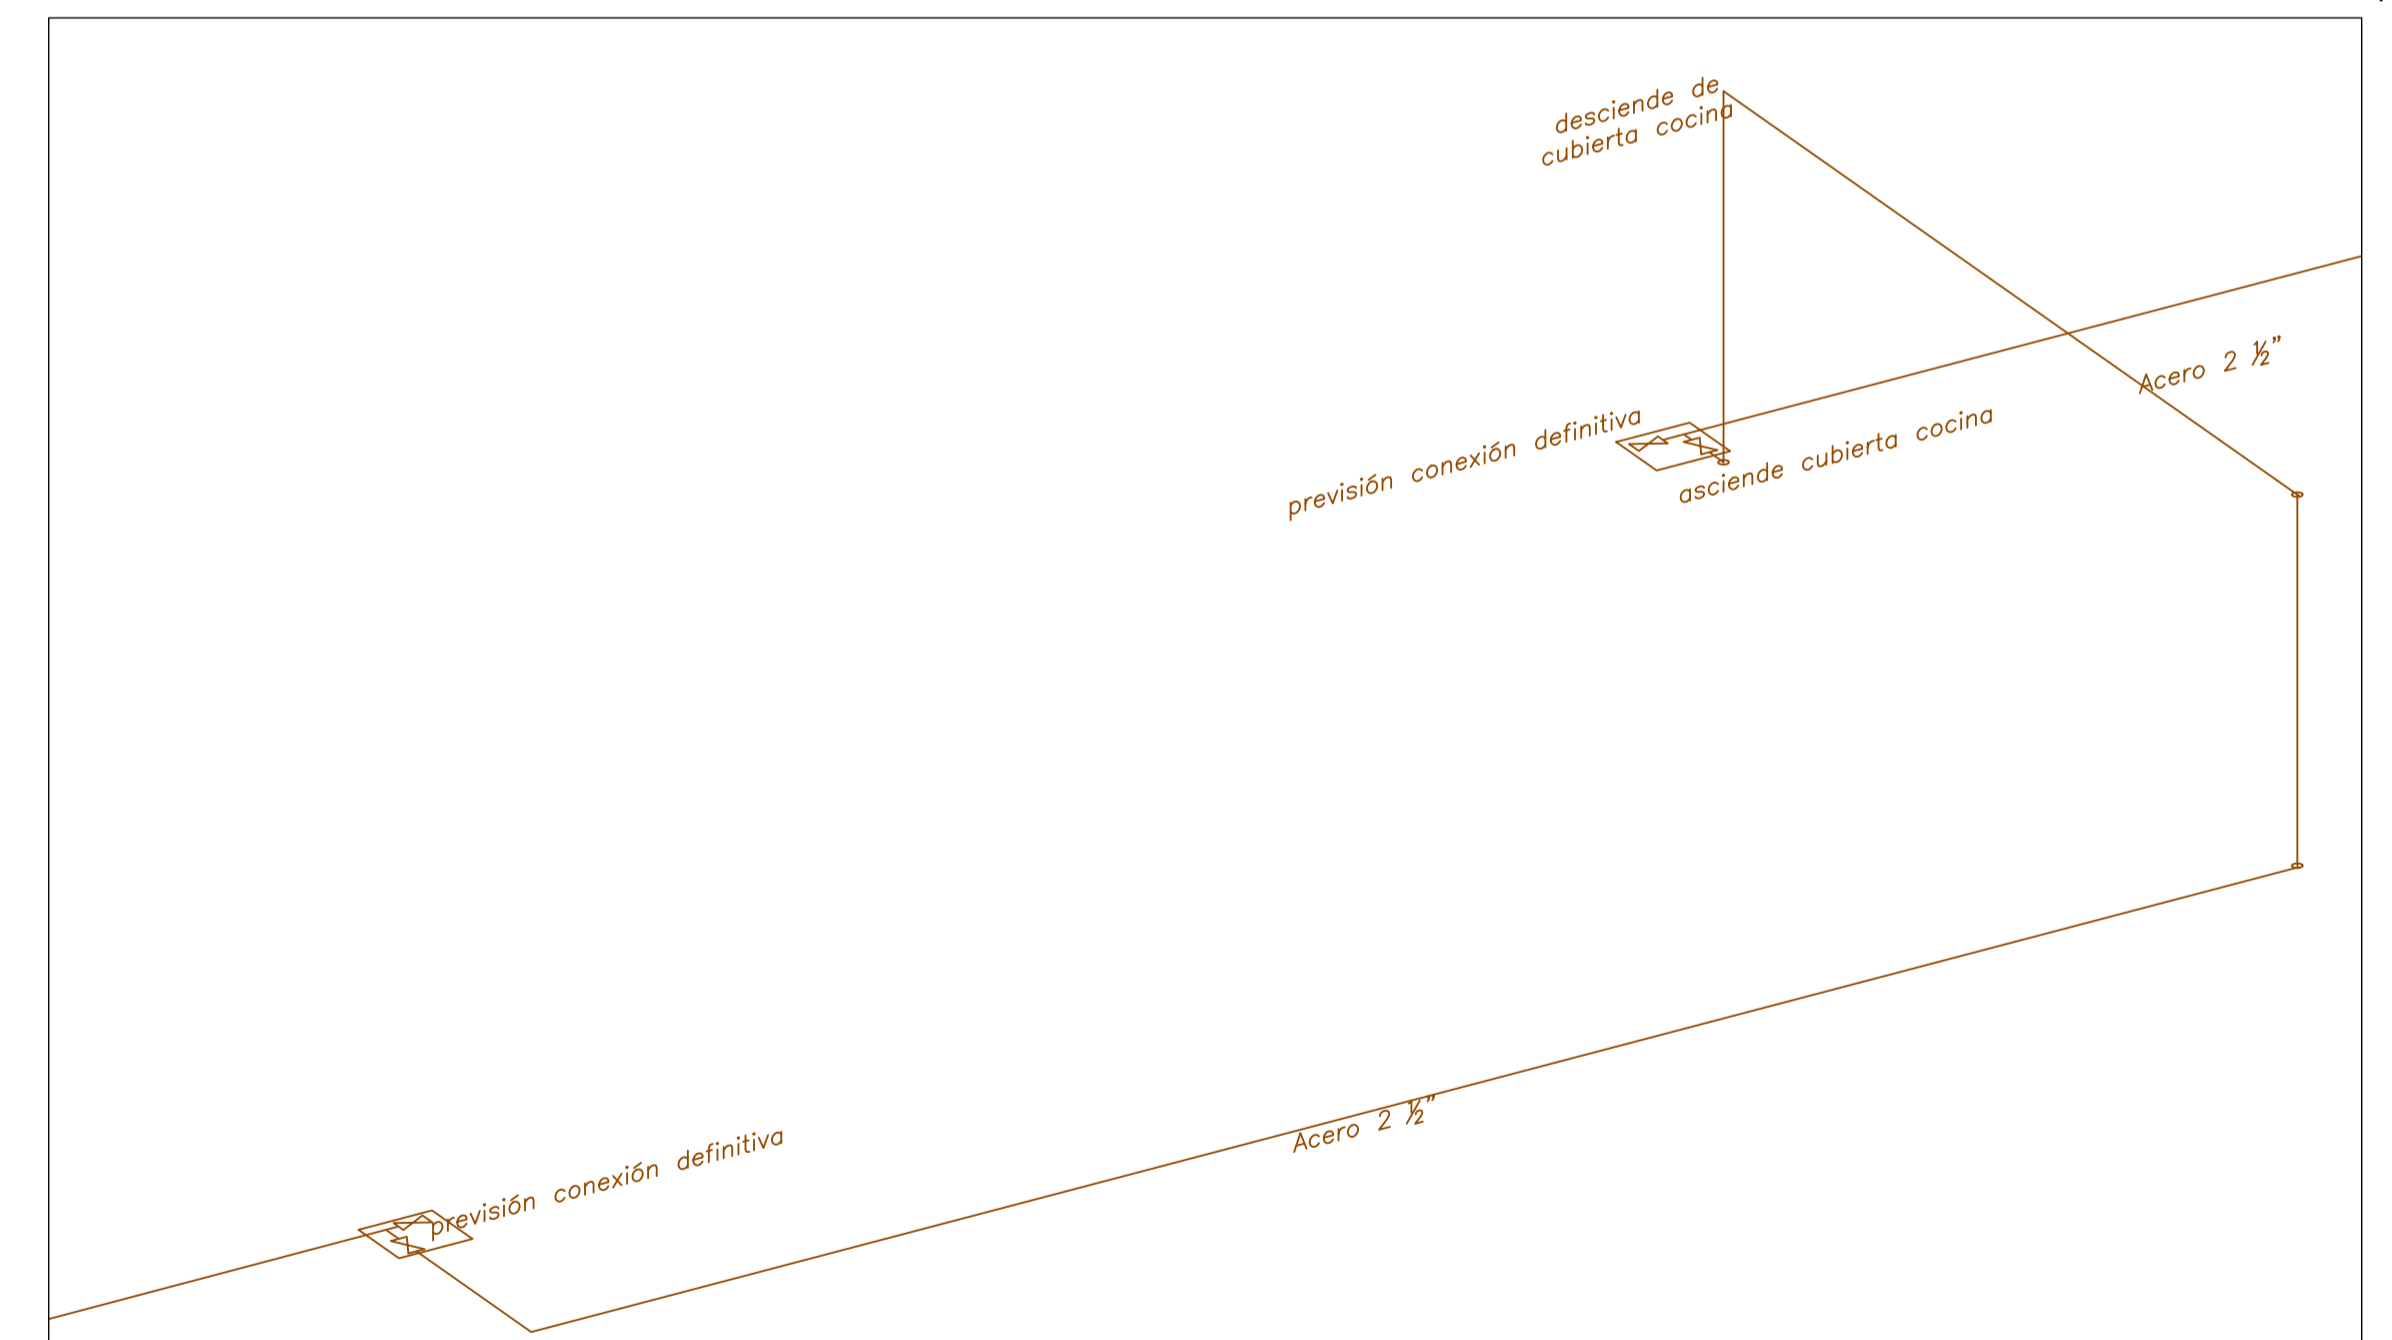 desciende de
cubierta cocina
Acero 2 ½”
previsión conexión definitiva
asciende cubierta cocina
Acero 2 ½”
previsión conexión definitiva